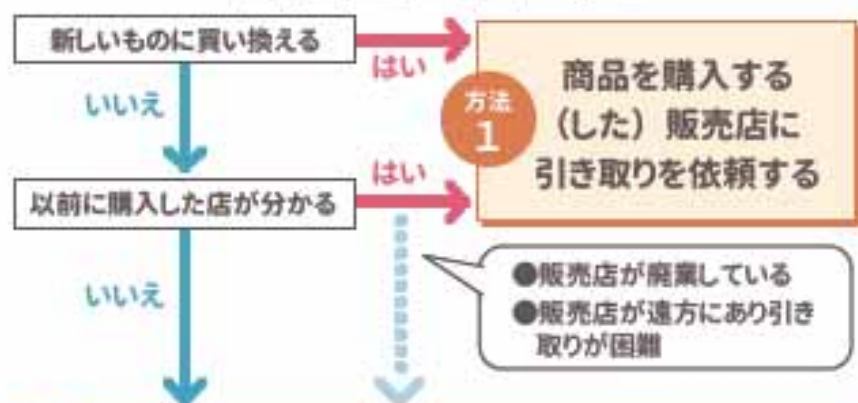 新しいものに買い換える
はい
いいえ
方法
1
商品を購入する
（した）販売店に
引き取りを依頼する
以前に購入した店が分かる
はい
いいえ
●販売店が廃業している
●販売店が遠方にあり引き
取りが困難